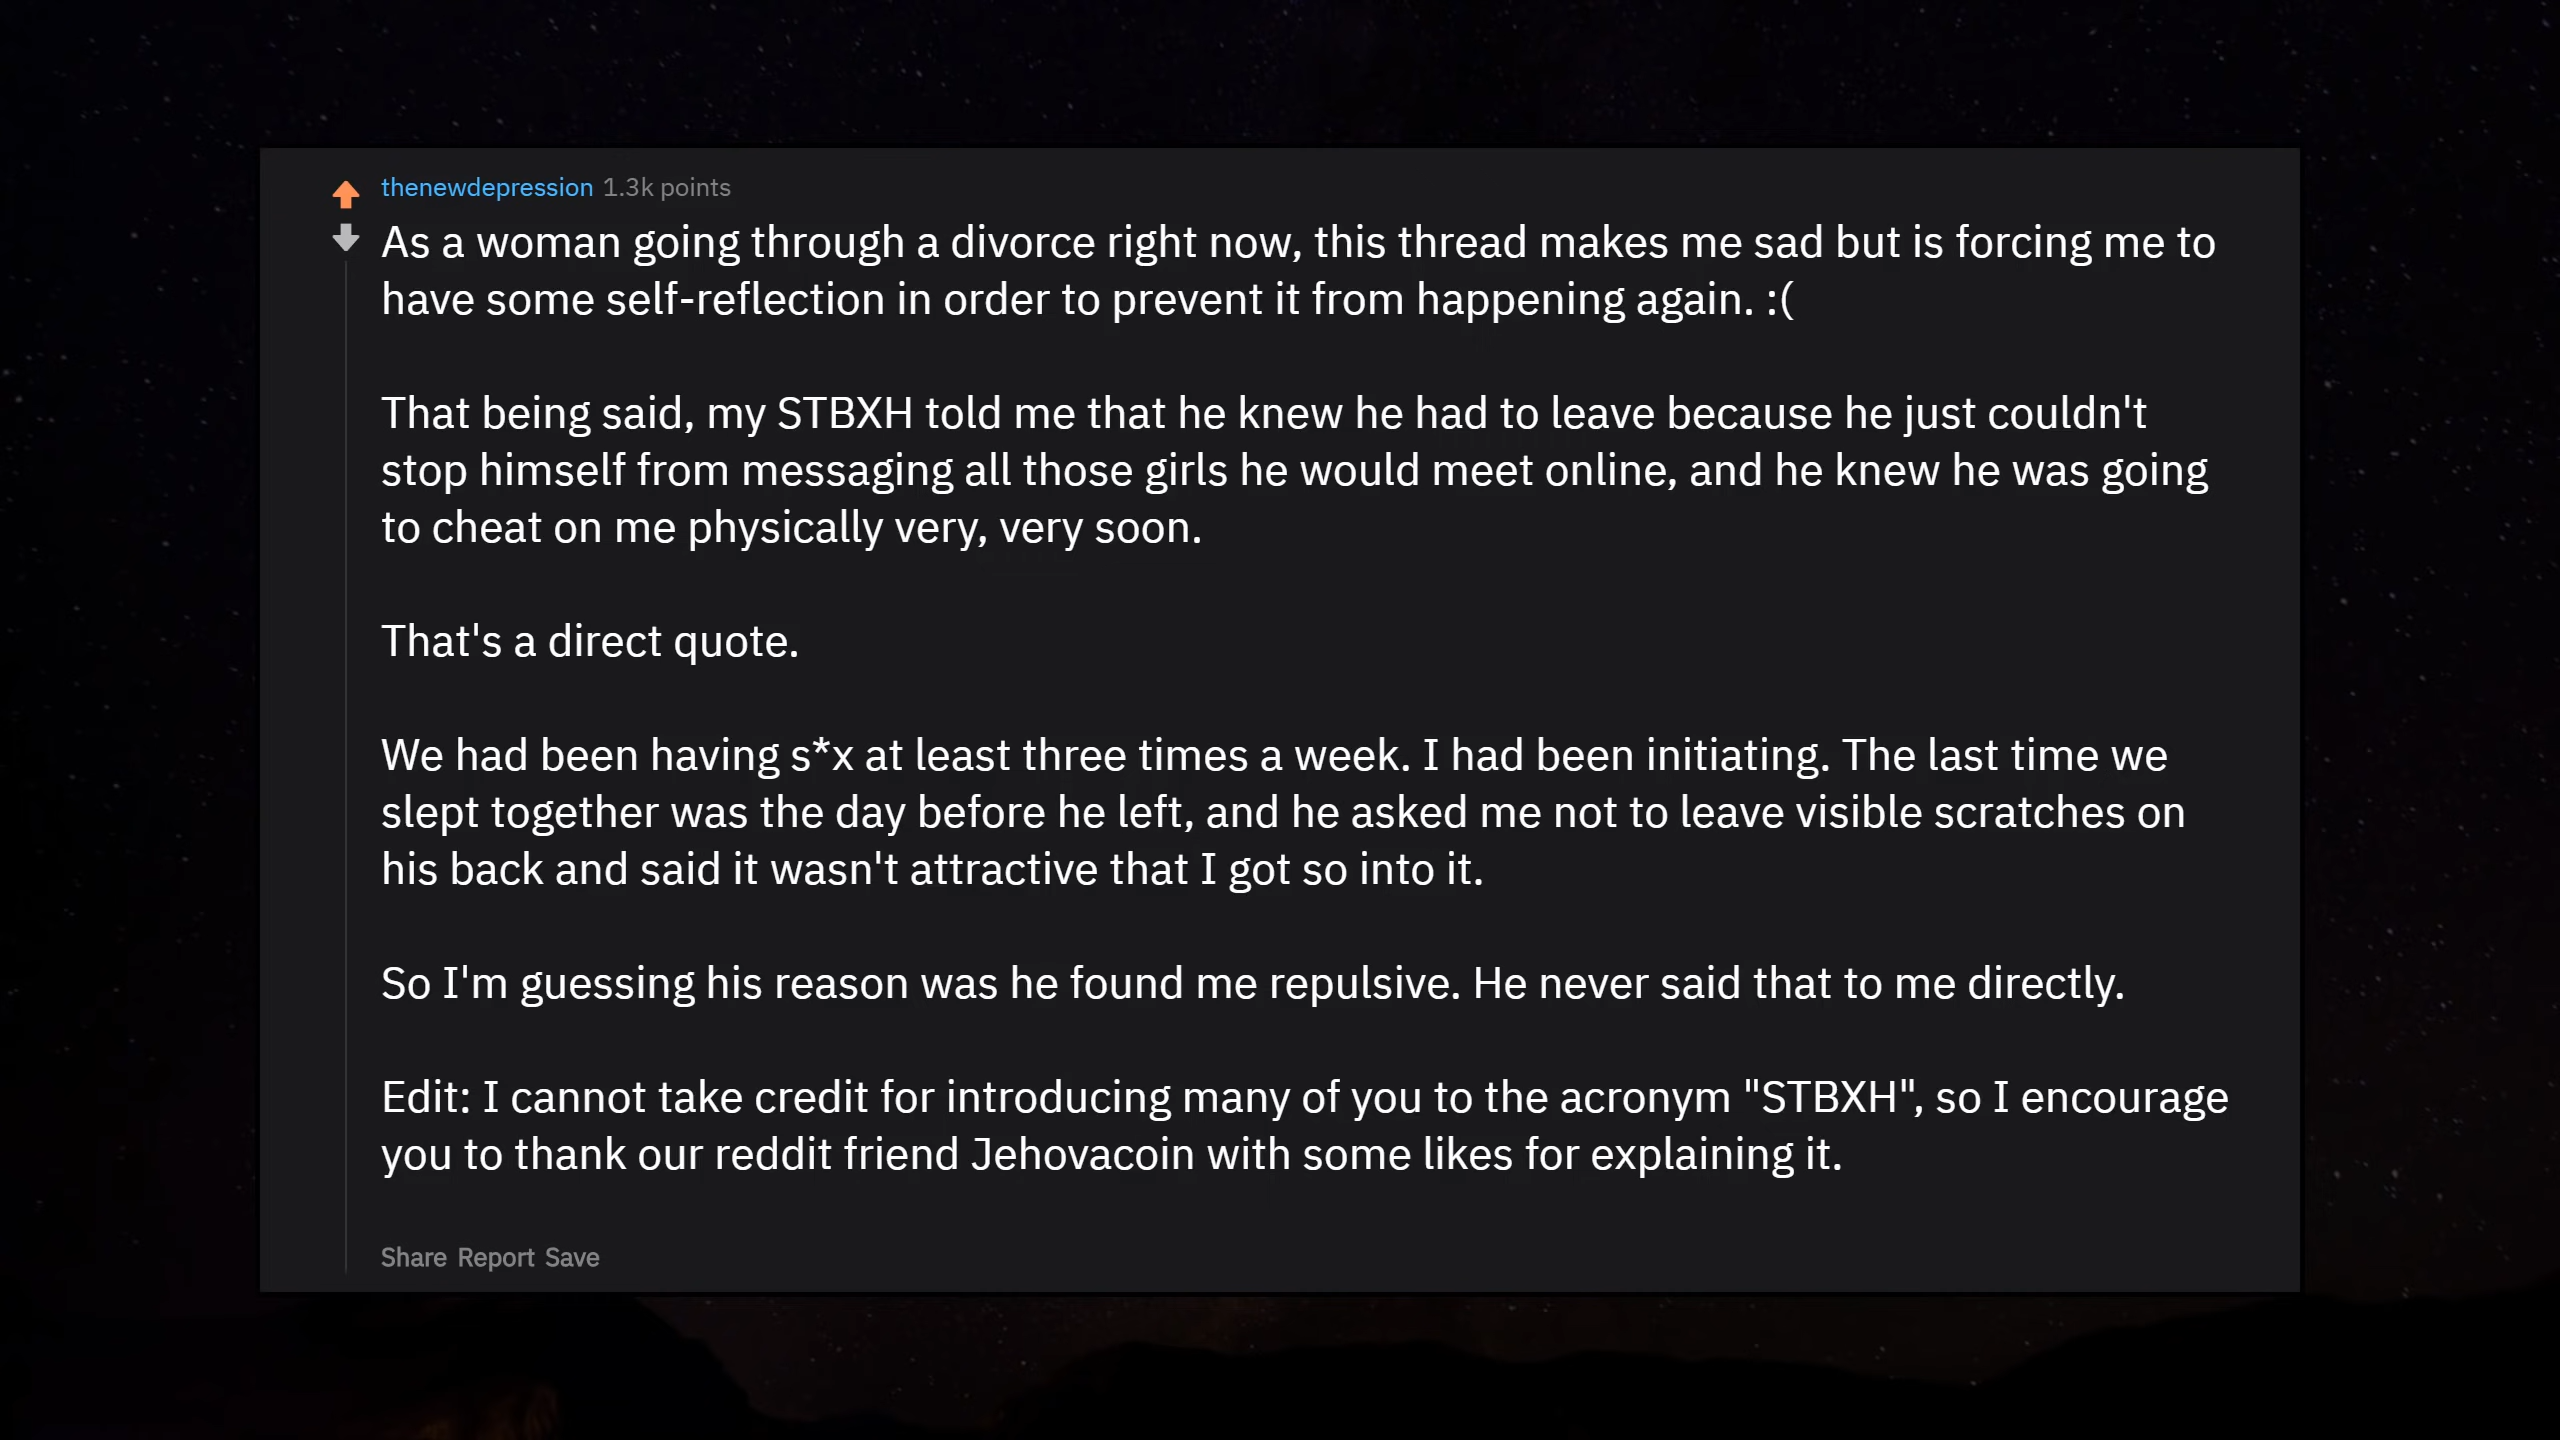 thenewdepression 1.3k points
As a woman going through a divorce right now, this thread makes me sad but is forcing me to
have some self-reflection in order to prevent it from happening again. :(
That being said, my STBXH told me that he knew he had to leave because he just couldn't
stop himself from messaging all those girls he would meet online, and he knew he was going
to cheat on me physically very, very soon.
That's a direct quote.
We had been having s*x at least three times a week. I had been initiating. The last time we
slept together was the day before he left, and he asked me not to leave visible scratches on
his back and said it wasn't attractive that I got so into it.
So I'm guessing his reason was he found me repulsive. He never said that to me directly.
Edit: I cannot take credit for introducing many of you to the acronym "STBXH", so I encourage
you to thank our reddit friend Jehovacoin with some likes for explaining it.
Share Report Save